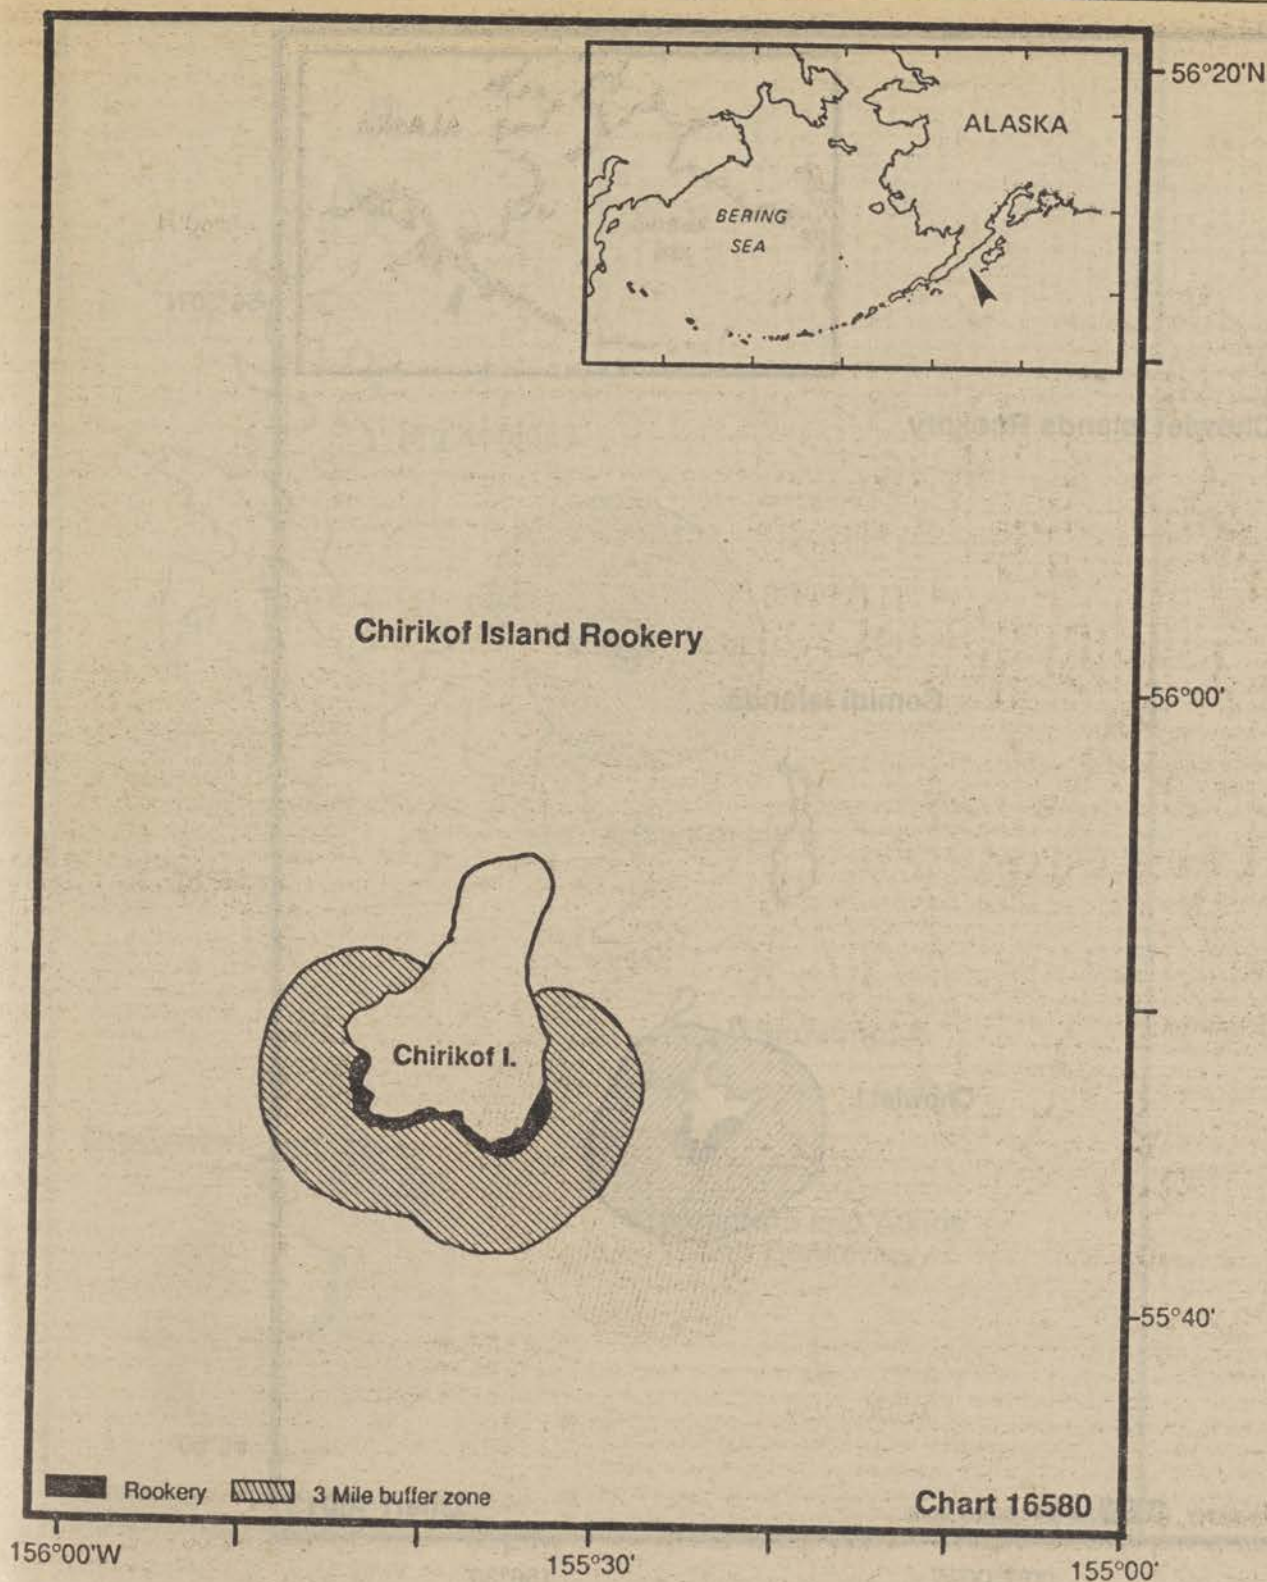 56°20'N
ALASKA
BERING
SEA
Chirikof Island Rookery
56°00'
Chirikof I.
55°40'
Rookery
3 Mile buffer zone
Chart 16580
156°00'W
155°30'
155°00'